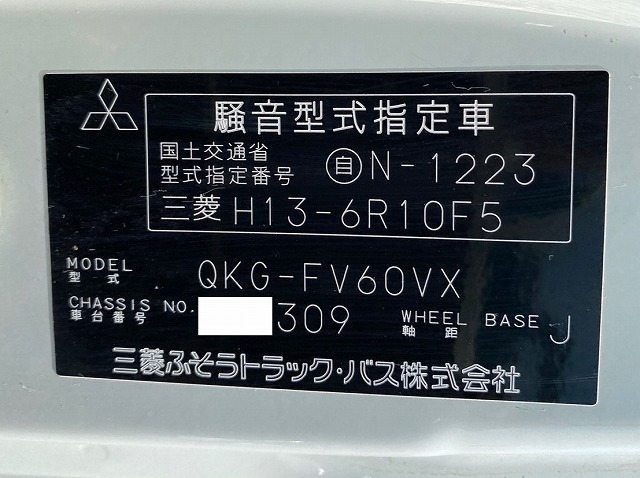 騒音型式指定車
国土交通省
型式指定番号 自N-1223
三菱 H13-6R10F5
MODEL
型式 QKG-FV60VX
CHASSIS NO.
車台番号 309 WHEEL BASE
軸距 J
三菱ふそうトラック・バス株式会社